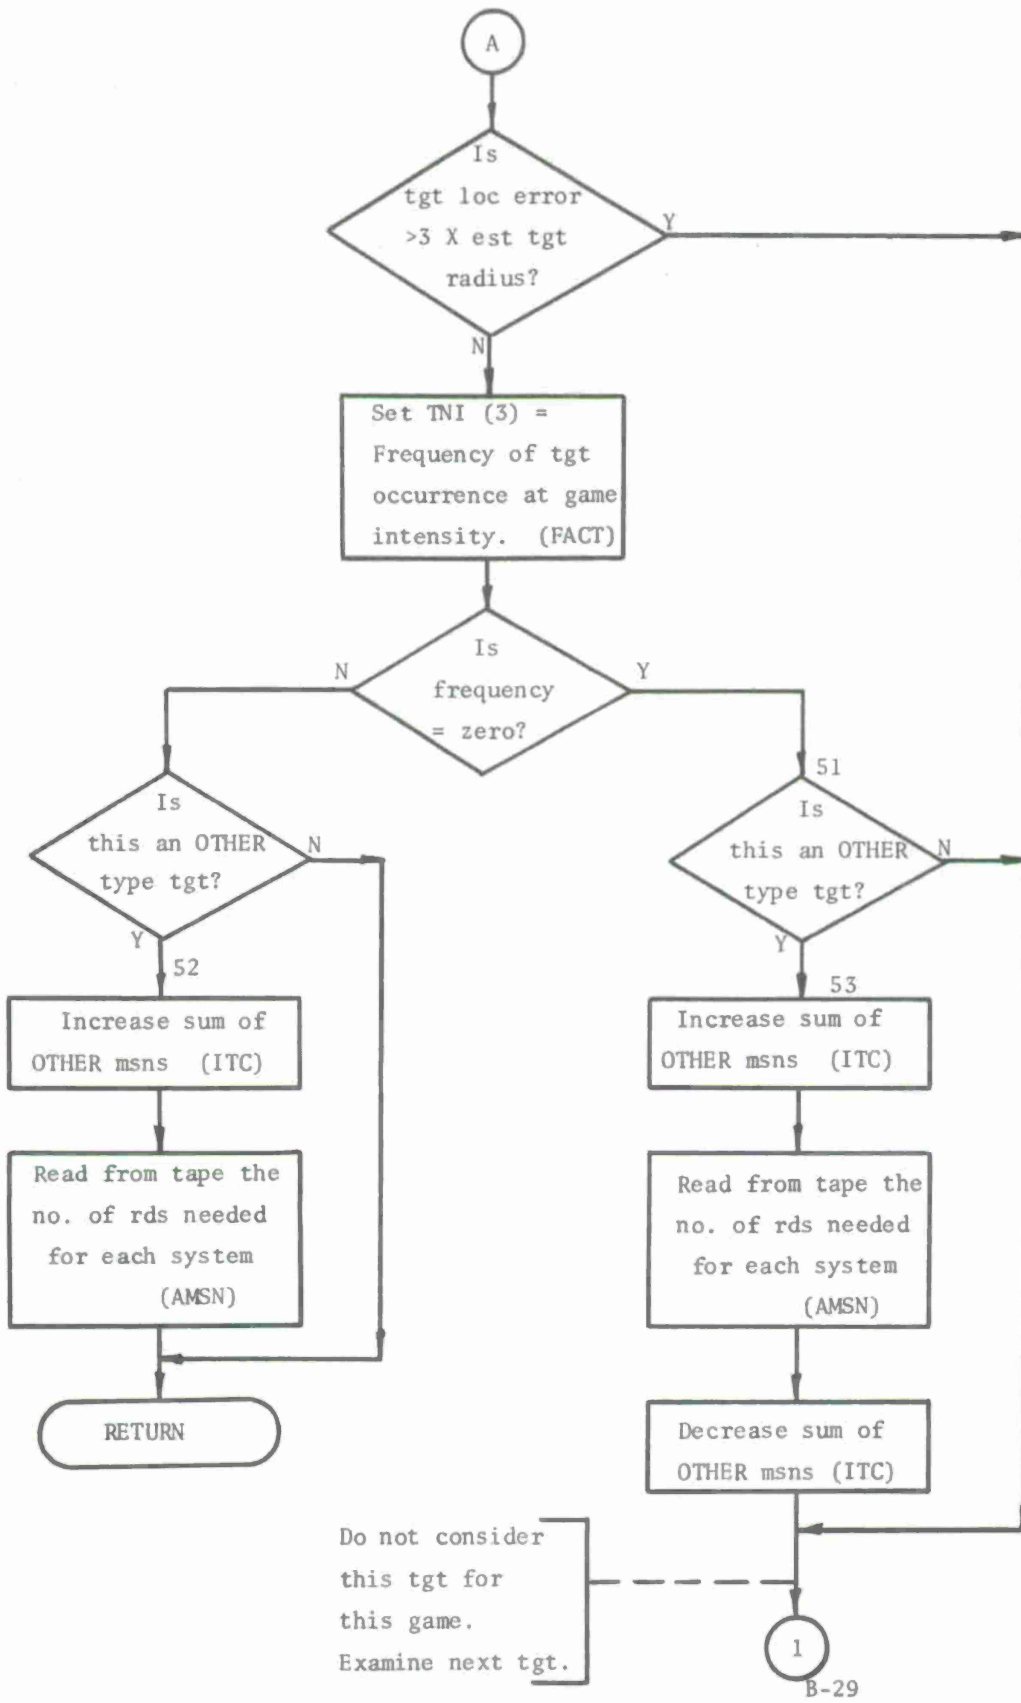 A
Is
tgt loc error
>3 X est tgt
radius?
Y
N
Set TNI (3) =
Frequency of tgt
occurrence at game
intensity. (FACT)
Is
frequency
= zero?
N
Y
Is
this an OTHER
type tgt?
N
Y
52
Increase sum of
OTHER msns (ITC)
Read from tape the
no. of rds needed
for each system
(AMSN)
RETURN
51
Is
this an OTHER
type tgt?
N
Y
53
Increase sum of
OTHER msns (ITC)
Read from tape the
no. of rds needed
for each system
(AMSN)
Decrease sum of
OTHER msns (ITC)
Do not consider
this tgt for
this game.
Examine next tgt.
1
B-29